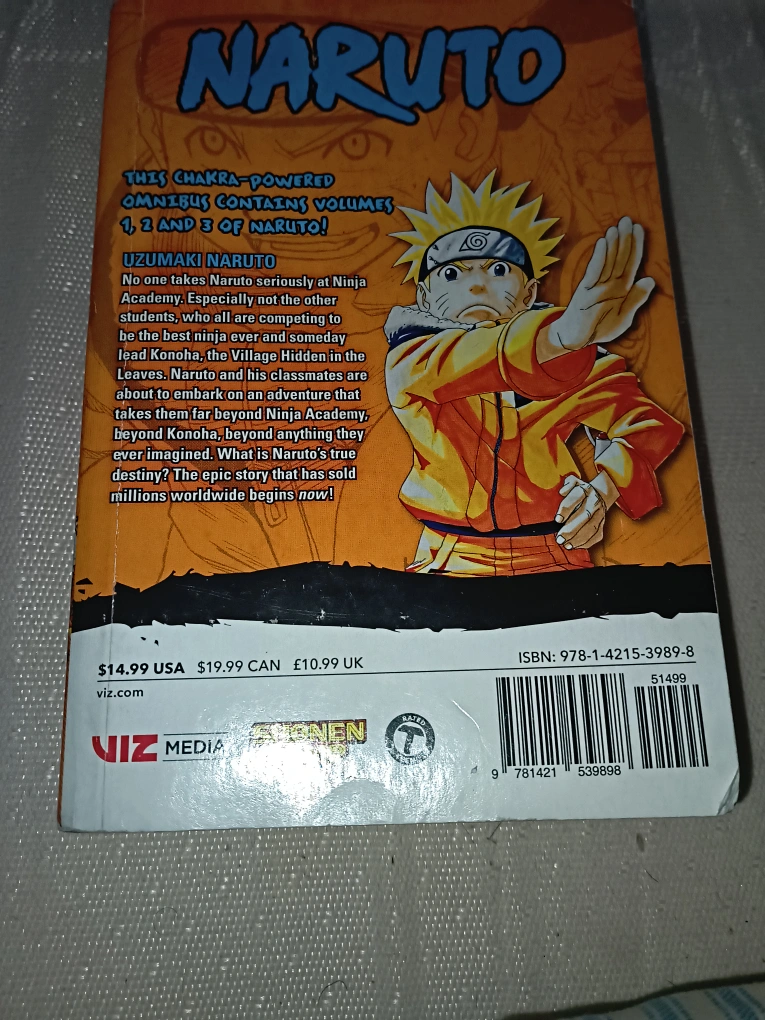 NARUTO
THIS CHAKRA-POWERED
OMNIBUS CONTAINS VOLUMES
1, 2 AND 3 OF NARUTO!
UZUMAKI NARUTO
No one takes Naruto seriously at Ninja
Academy. Especially not the other
students, who all are competing to
be the best ninja ever and someday
lead Konoha, the Village Hidden in the
Leaves. Naruto and his classmates are
about to embark on an adventure that
takes them far beyond Ninja Academy,
beyond Konoha, beyond anything they
ever imagined. What is Naruto's true
destiny? The epic story that has sold
millions worldwide begins now!
$14.99 USA $19.99 CAN £10.99 UK
viz.com
ISBN: 978-1-4215-3989-8
51499
VIZ MEDIA
SHONEN
RATED
T
9 781421 539898